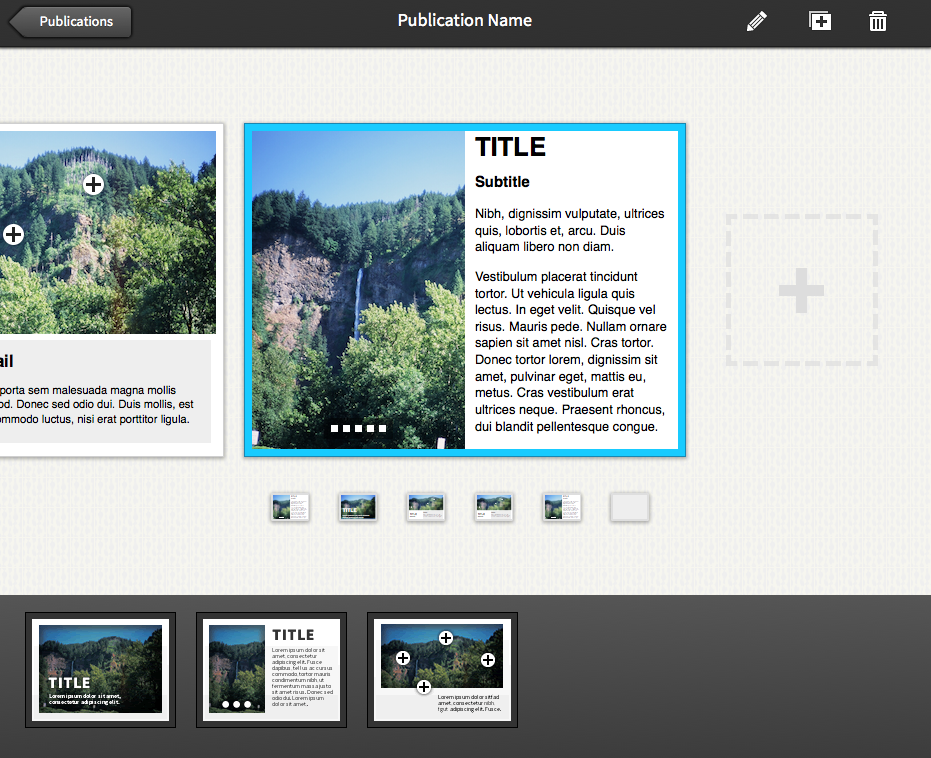 Publications
Publication Name
ail
porta sem malesuada magna mollis
od. Donec sed odio dui. Duis mollis, est
ommodo luctus, nisi erat porttitor ligula.
TITLE
Subtitle
Nibh, dignissim vulputate, ultrices
quis, lobortis et, arcu. Duis
aliquam libero non diam.
Vestibulum placerat tincidunt
tortor. Ut vehicula ligula quis
lectus. In eget velit. Quisque vel
risus. Mauris pede. Nullam ornare
sapien sit amet nisl. Cras tortor.
Donec tortor lorem, dignissim sit
amet, pulvinar eget, mattis eu,
metus. Cras vestibulum erat
ultrices neque. Praesent rhoncus,
dui blandit pellentesque congue.
TITLE
Lorem ipsum dolor sit amet,
consectetur adipiscing elit.
TITLE
Lorem ipsum dolor sit
amet, consectetur
adipiscing elit. Fusce
dapibus, tellus ac cursus
commodo, tortor mauris
condimentum nibh, ut
fermentum massa justo
sit amet risus. Donec sed
odio dui. Lorem ipsum
dolor sit amet,.
Lorem ipsum dolor sit
amet, consectetur nibh
adipiscing elit. Fusce.